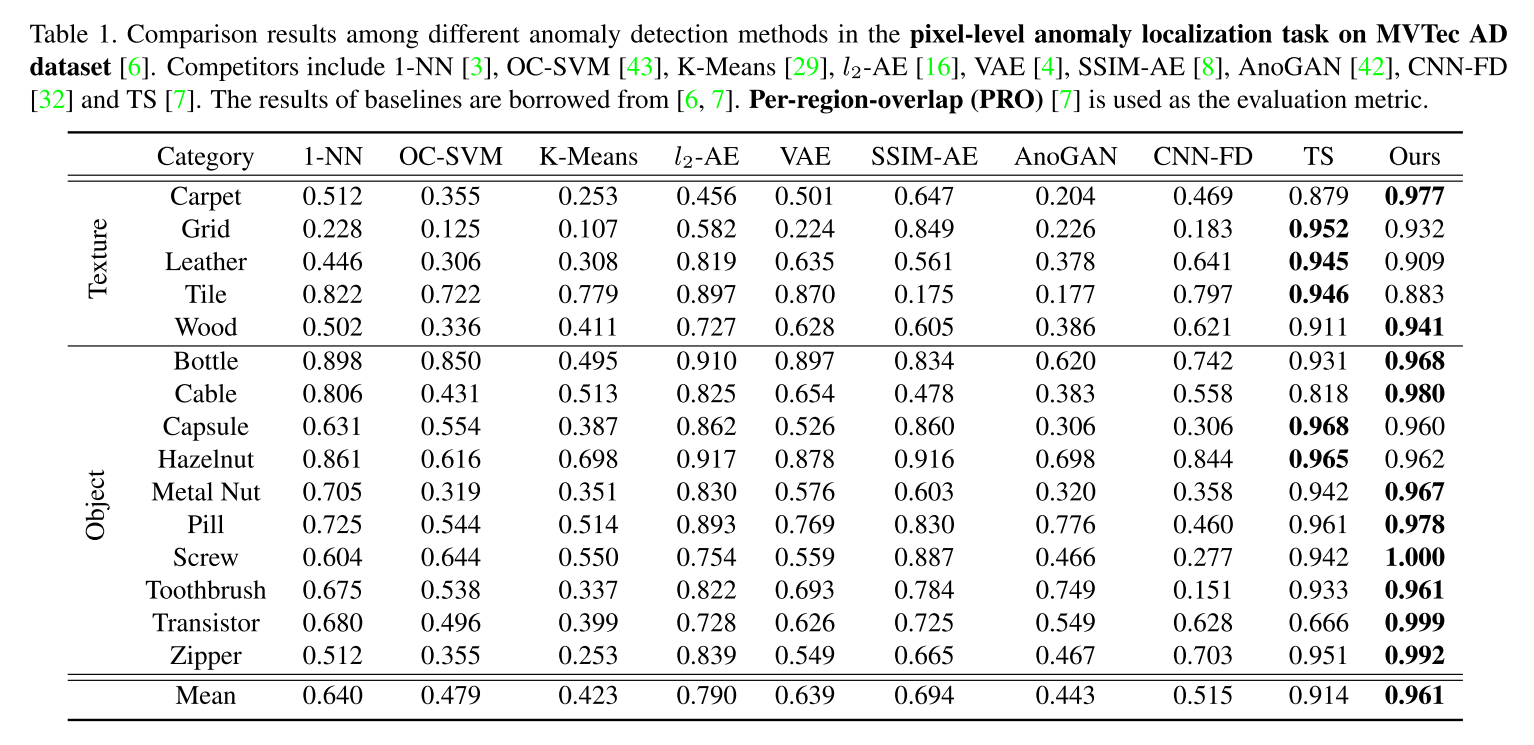 Table 1. Comparison results among different anomaly detection methods in the pixel-level anomaly localization task on MVTec AD
dataset [6]. Competitors include 1-NN [3], OC-SVM [43], K-Means [29], l2-AE [16], VAE [4], SSIM-AE [8], AnoGAN [42], CNN-FD
[32] and TS [7]. The results of baselines are borrowed from [6, 7]. Per-region-overlap (PRO) [7] is used as the evaluation metric.
Category 1-NN OC-SVM K-Means l2-AE VAE SSIM-AE AnoGAN CNN-FD TS Ours
Texture
Carpet 0.512 0.355 0.253 0.456 0.501 0.647 0.204 0.469 0.879 0.977
Grid 0.228 0.125 0.107 0.582 0.224 0.849 0.226 0.183 0.952 0.932
Leather 0.446 0.306 0.308 0.819 0.635 0.561 0.378 0.641 0.945 0.909
Tile 0.822 0.722 0.779 0.897 0.870 0.175 0.177 0.797 0.946 0.883
Wood 0.502 0.336 0.411 0.727 0.628 0.605 0.386 0.621 0.911 0.941
Object
Bottle 0.898 0.850 0.495 0.910 0.897 0.834 0.620 0.742 0.931 0.968
Cable 0.806 0.431 0.513 0.825 0.654 0.478 0.383 0.558 0.818 0.980
Capsule 0.631 0.554 0.387 0.862 0.526 0.860 0.306 0.306 0.968 0.960
Hazelnut 0.861 0.616 0.698 0.917 0.878 0.916 0.698 0.844 0.965 0.962
Metal Nut 0.705 0.319 0.351 0.830 0.576 0.603 0.320 0.358 0.942 0.967
Pill 0.725 0.544 0.514 0.893 0.769 0.830 0.776 0.460 0.961 0.978
Screw 0.604 0.644 0.550 0.754 0.559 0.887 0.466 0.277 0.942 1.000
Toothbrush 0.675 0.538 0.337 0.822 0.693 0.784 0.749 0.151 0.933 0.961
Transistor 0.680 0.496 0.399 0.728 0.626 0.725 0.549 0.628 0.666 0.999
Zipper 0.512 0.355 0.253 0.839 0.549 0.665 0.467 0.703 0.951 0.992
Mean 0.640 0.479 0.423 0.790 0.639 0.694 0.443 0.515 0.914 0.961